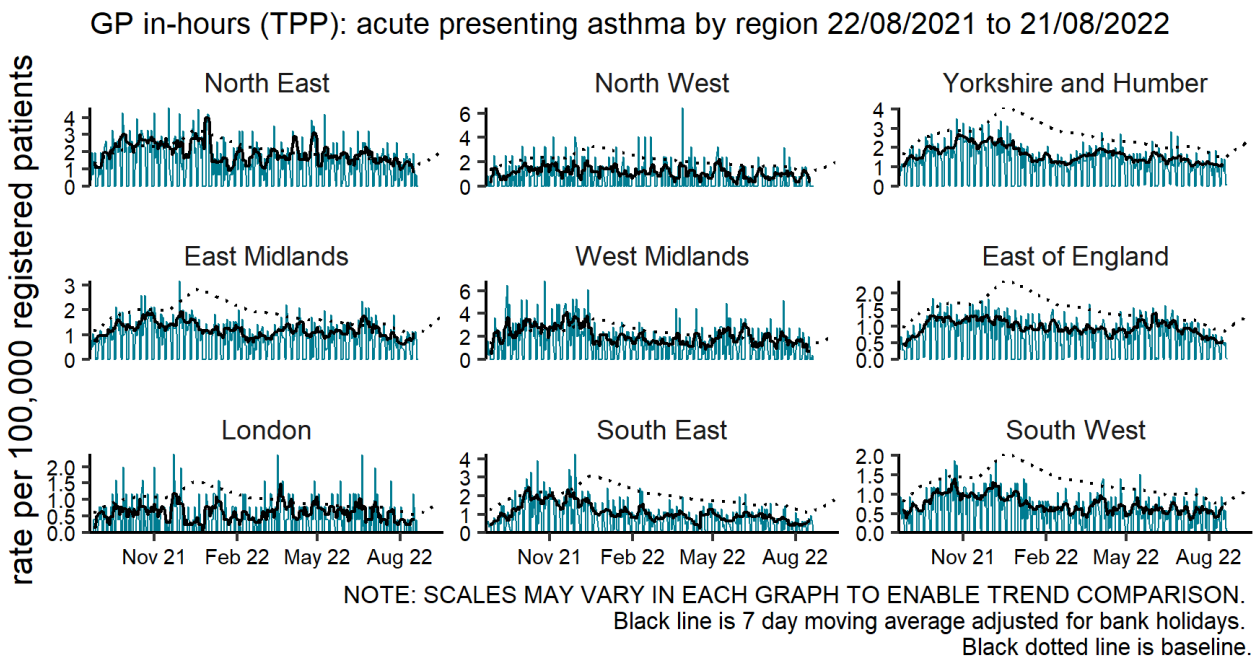 GP in-hours (TPP): acute presenting asthma by region 22/08/2021 to 21/08/2022
rate per 100,000 registered patients
North East
North West
Yorkshire and Humber
4
3
2
1
0
6
4
2
0
4
3
2
1
0
East Midlands
West Midlands
East of England
3
2
1
0
6
4
2
0
2.0
1.5
1.0
0.5
0.0
London
South East
South West
2.0
1.5
1.0
0.5
0.0
4
3
2
1
0
2.0
1.5
1.0
0.5
0.0
Nov 21 Feb 22 May 22 Aug 22
Nov 21 Feb 22 May 22 Aug 22
Nov 21 Feb 22 May 22 Aug 22
NOTE: SCALES MAY VARY IN EACH GRAPH TO ENABLE TREND COMPARISON.
Black line is 7 day moving average adjusted for bank holidays.
Black dotted line is baseline.